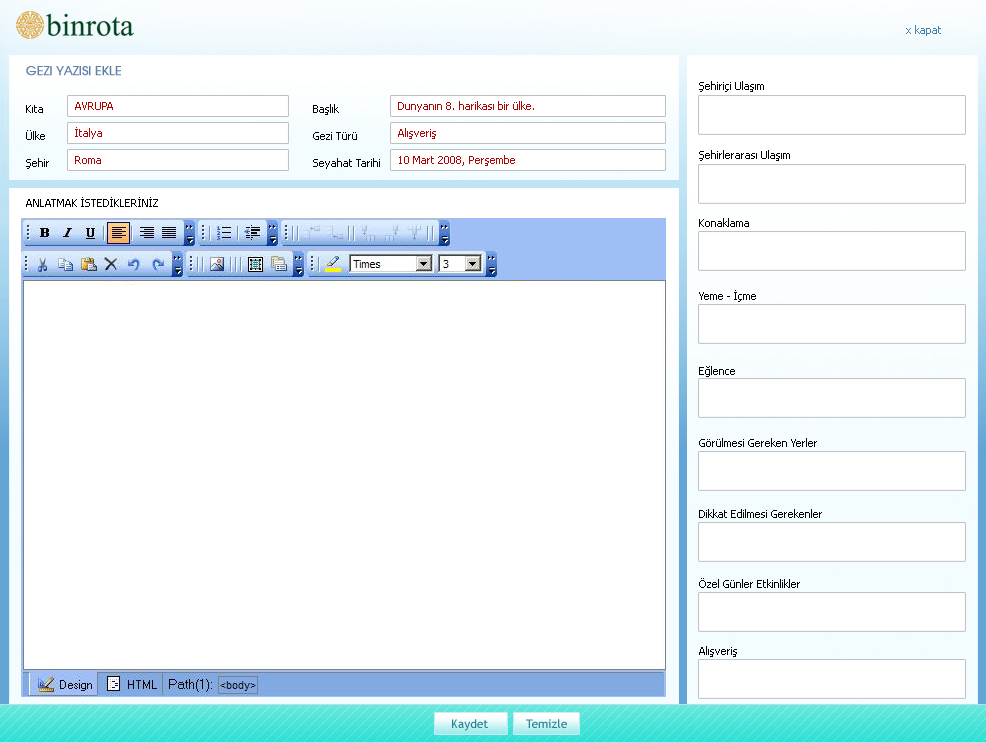 binrota
x kapat
GEZI YAZISI EKLE
Kıta
AVRUPA
Başlık
Dunyanın 8. harikası bir ülke.
Ülke
İtalya
Gezi Türü
Alışveriş
Şehir
Roma
Seyahat Tarihi
10 Mart 2008, Perşembe
ANLATMAK İSTEDİKLERİNİZ
B I U
Times
3
Design
HTML
Path(1):
<body>
Şehiriçi Ulaşım
Şehirlerarası Ulaşım
Konaklama
Yeme - İçme
Eğlence
Görülmesi Gereken Yerler
Dikkat Edilmesi Gerekenler
Özel Günler Etkinlikler
Alışveriş
Kaydet
Temizle